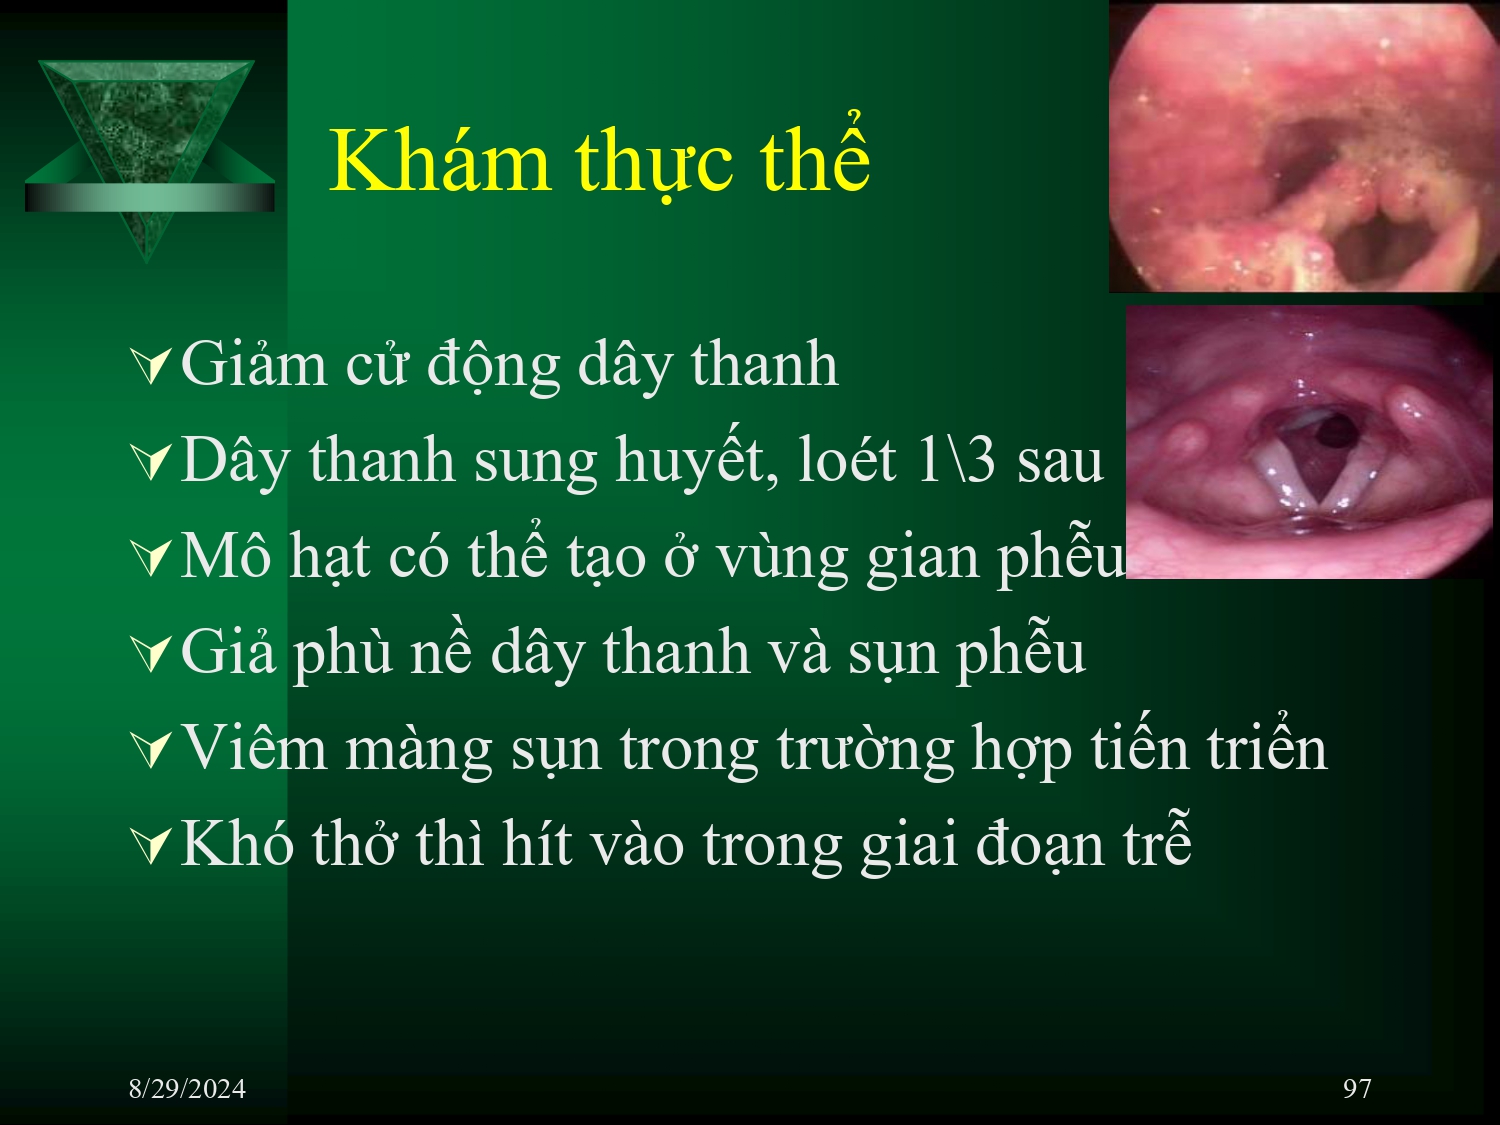 Khám thực thể
Giảm cử động dây thanh
Dây thanh sung huyết, loét 1\3 sau
Mô hạt có thể tạo ở vùng gian phễu
Giả phù nề dây thanh và sụn phễu
Viêm màng sụn trong trường hợp tiến triển
Khó thở thì hít vào trong giai đoạn trễ
8/29/2024
97